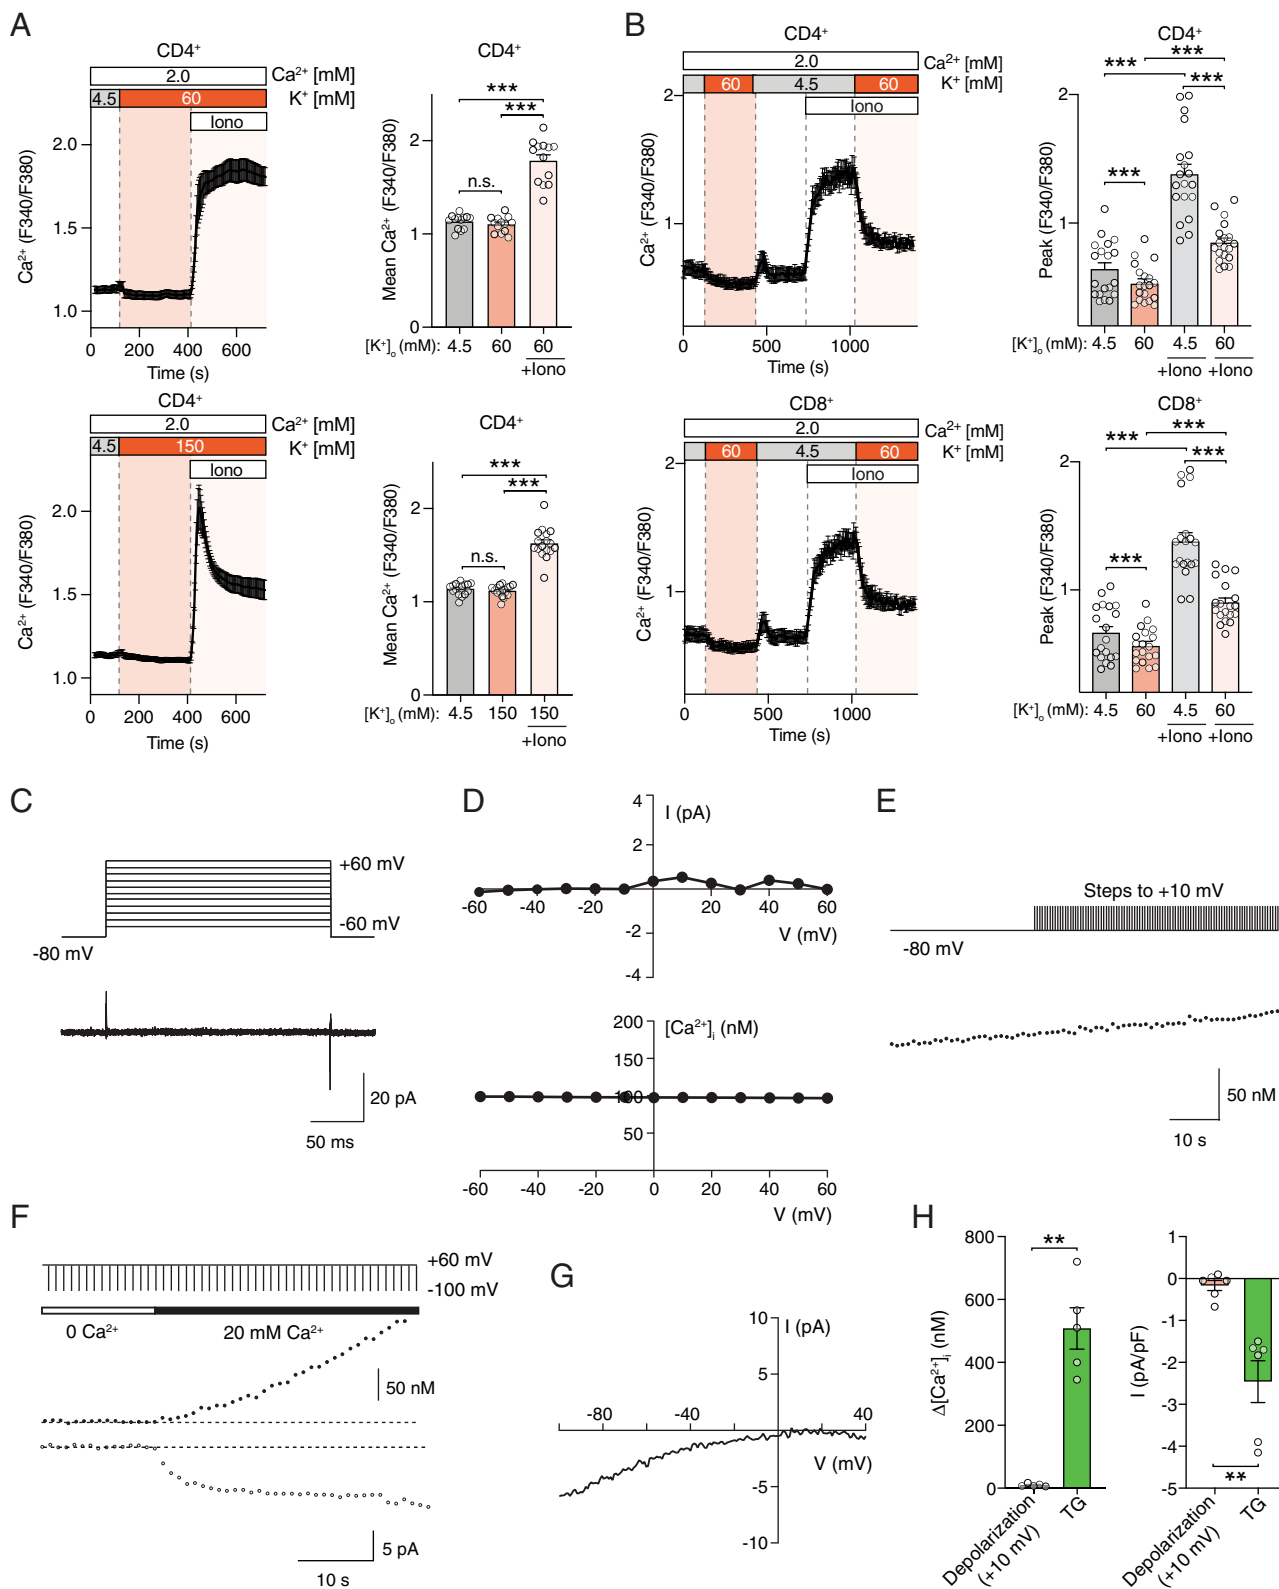 A
CD4⁺
2.0
Ca²⁺ [mM]
4.5
60
K⁺ [mM]
Iono
2.0
1.5
1.0
Ca²⁺ (F340/F380)
0
200
400
600
Time (s)
CD4⁺
***
***
n.s.
2
1
0
Mean Ca²⁺ (F340/F380)
[K⁺]ₒ (mM): 4.5 60 60
+Iono
CD4⁺
2.0
Ca²⁺ [mM]
4.5
150
K⁺ [mM]
Iono
2.0
1.5
1.0
Ca²⁺ (F340/F380)
0
200
400
600
Time (s)
CD4⁺
***
***
n.s.
2
1
0
Mean Ca²⁺ (F340/F380)
[K⁺]ₒ (mM): 4.5 150 150
+Iono
B
CD4⁺
2.0
Ca²⁺ [mM]
60
4.5
60
K⁺ [mM]
Iono
2
1
Ca²⁺ (F340/F380)
0
500
1000
Time (s)
CD4⁺
***
***
***
***
2
1
Peak (F340/F380)
[K⁺]ₒ (mM): 4.5 60 4.5 60
+Iono +Iono
CD8⁺
2.0
Ca²⁺ [mM]
60
4.5
60
K⁺ [mM]
Iono
2
1
Ca²⁺ (F340/F380)
0
500
1000
Time (s)
CD8⁺
***
***
***
***
2
1
Peak (F340/F380)
[K⁺]ₒ (mM): 4.5 60 4.5 60
+Iono +Iono
C
+60 mV
-60 mV
-80 mV
20 pA
50 ms
D
4
I (pA)
2
-60 -40 -20 20 40 60
-2
V (mV)
-4
200
[Ca²⁺]ᵢ (nM)
150
100
50
-60 -40 -20 0 20 40 60
V (mV)
E
Steps to +10 mV
-80 mV
50 nM
10 s
F
+60 mV
-100 mV
0 Ca²⁺
20 mM Ca²⁺
50 nM
5 pA
10 s
G
10
I (pA)
5
-80 -40 0 40
V (mV)
-5
-10
H
800
600
400
200
0
Δ[Ca²⁺]ᵢ (nM)
**
Depolarization
(+10 mV)
TG
1
0
-1
-2
-3
-4
-5
I (pA/pF)
**
Depolarization
(+10 mV)
TG